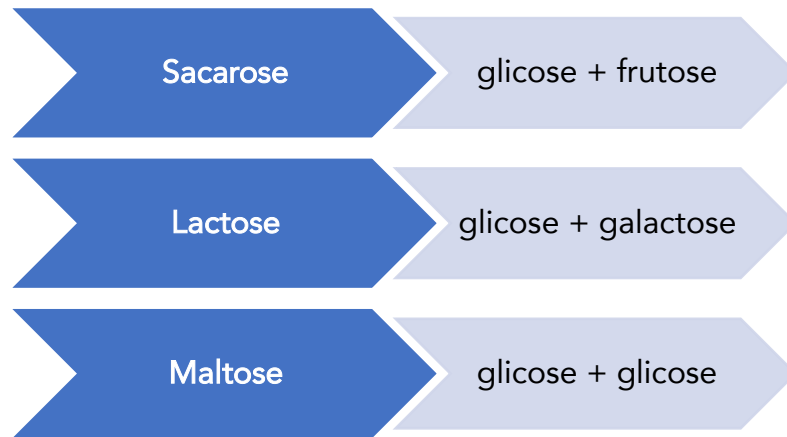 Sacarose
glicose + frutose
Lactose
glicose + galactose
Maltose
glicose + glicose